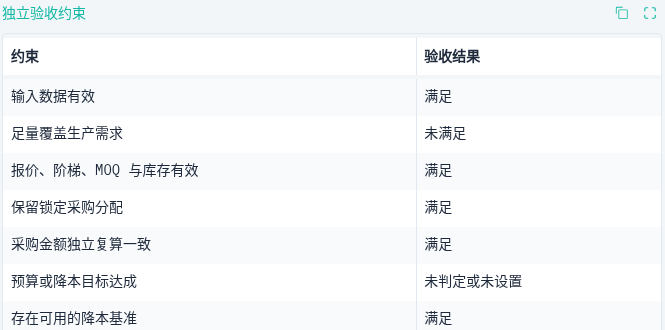 独立验收约束
约束 验收结果
输入数据有效 满足
足量覆盖生产需求 未满足
报价、阶梯、MOQ 与库存有效 满足
保留锁定采购分配 满足
采购金额独立复算一致 满足
预算或降本目标达成 未判定或未设置
存在可用的降本基准 满足